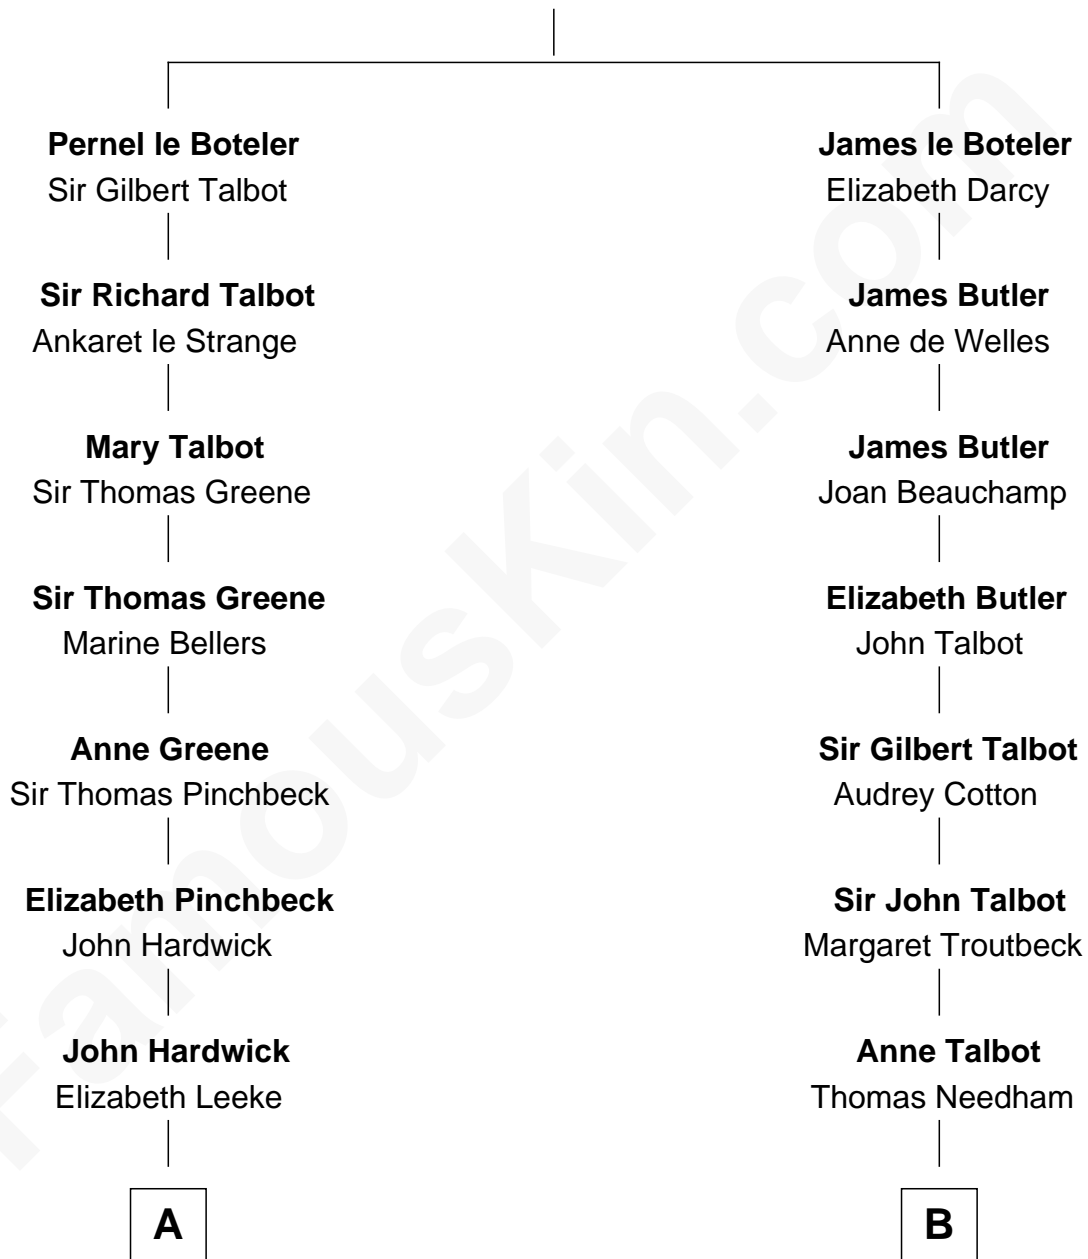 Pernel le Boteler
Sir Gilbert Talbot
Sir Richard Talbot
Ankaret le Strange
Mary Talbot
Sir Thomas Greene
Sir Thomas Greene
Marine Bellers
Anne Greene
Sir Thomas Pinchbeck
Elizabeth Pinchbeck
John Hardwick
John Hardwick
Elizabeth Leeke
A
James le Boteler
Elizabeth Darcy
James Butler
Anne de Welles
James Butler
Joan Beauchamp
Elizabeth Butler
John Talbot
Sir Gilbert Talbot
Audrey Cotton
Sir John Talbot
Margaret Troutbeck
Anne Talbot
Thomas Needham
B
FamousKin.com